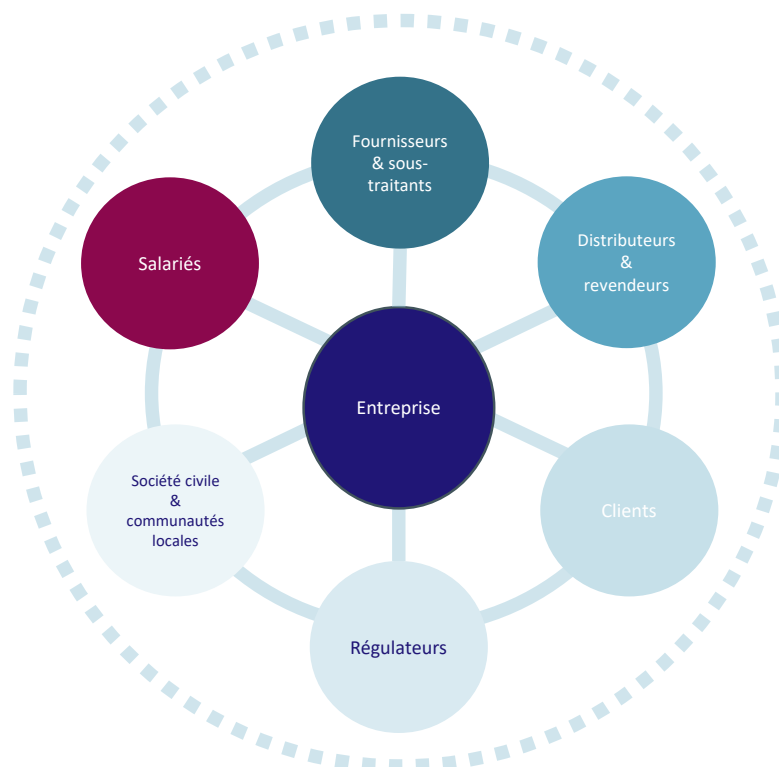 Fournisseurs
& sous-
traitants
Distributeurs
&
revendeurs
Salariés
Entreprise
Société civile
&
communautés
locales
Clients
Régulateurs